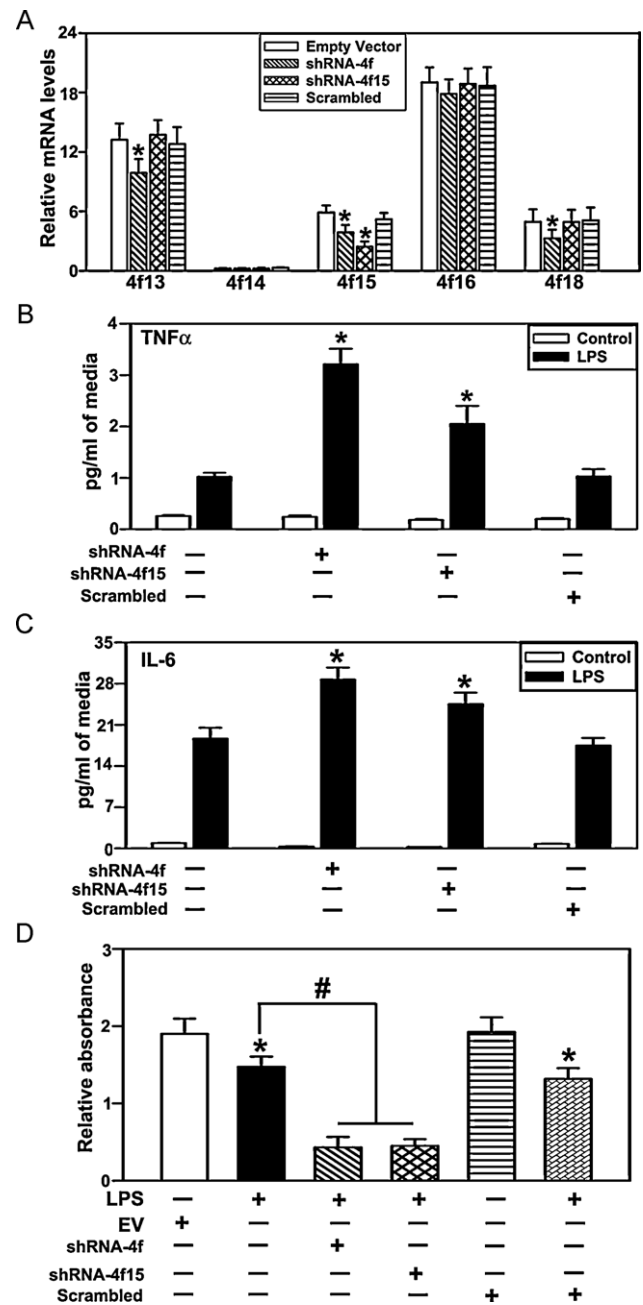 A
Relative mRNA levels
24
18
12
6
0
Empty Vector
shRNA-4f
shRNA-4f15
Scrambled
*
* *
*
4f13 4f14 4f15 4f16 4f18
B
TNFα
pg/ml of media
4
3
2
1
0
Control
LPS
*
*
shRNA-4f — + — —
shRNA-4f15 — — + —
Scrambled — — — +
C
IL-6
pg/ml of media
35
28
21
14
7
0
Control
LPS
*
*
shRNA-4f — + — —
shRNA-4f15 — — + —
Scrambled — — — +
D
Relative absorbance
3
2
1
0
#
*
*
LPS — + + + — +
EV + — — — — —
shRNA-4f — — + — — —
shRNA-4f15 — — — + — —
Scrambled — — — — + +